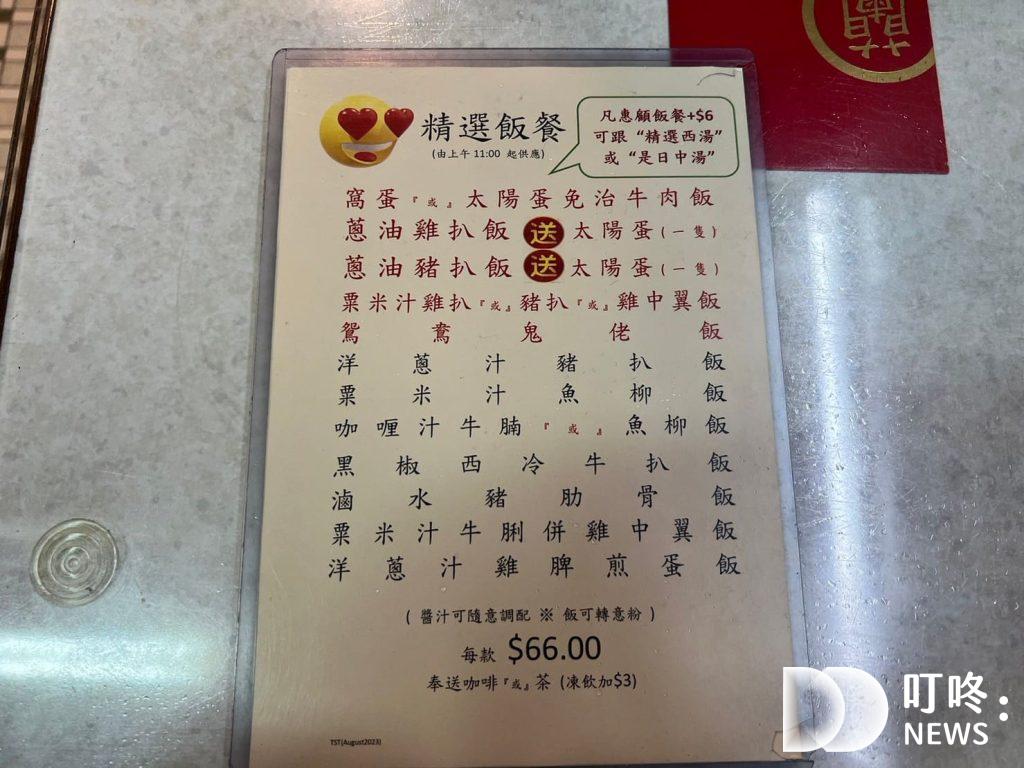 蘭
精選飯餐
(由上午 11:00 起供應)
凡惠顧飯餐+$6
可跟“精選西湯”
或“是日中湯”
窩蛋『或』太陽蛋免治牛肉飯
蔥油雞扒飯 送 太陽蛋(一隻)
蔥油豬扒飯 送 太陽蛋(一隻)
粟米汁雞扒『或』豬扒『或』雞中翼飯
鴛鴦鬼佬飯
洋蔥汁豬扒飯
粟米汁魚柳飯
咖喱汁牛腩『或』魚柳飯
黑椒西冷牛扒飯
滷水豬肋骨飯
粟米汁牛脷併雞中翼飯
洋蔥汁雞脾煎蛋飯
( 醬汁可隨意調配 ※ 飯可轉意粉 )
每款 $66.00
奉送咖啡『或』茶 (凍飲加$3)
TST(August2023)
DD 叮咚:
NEWS